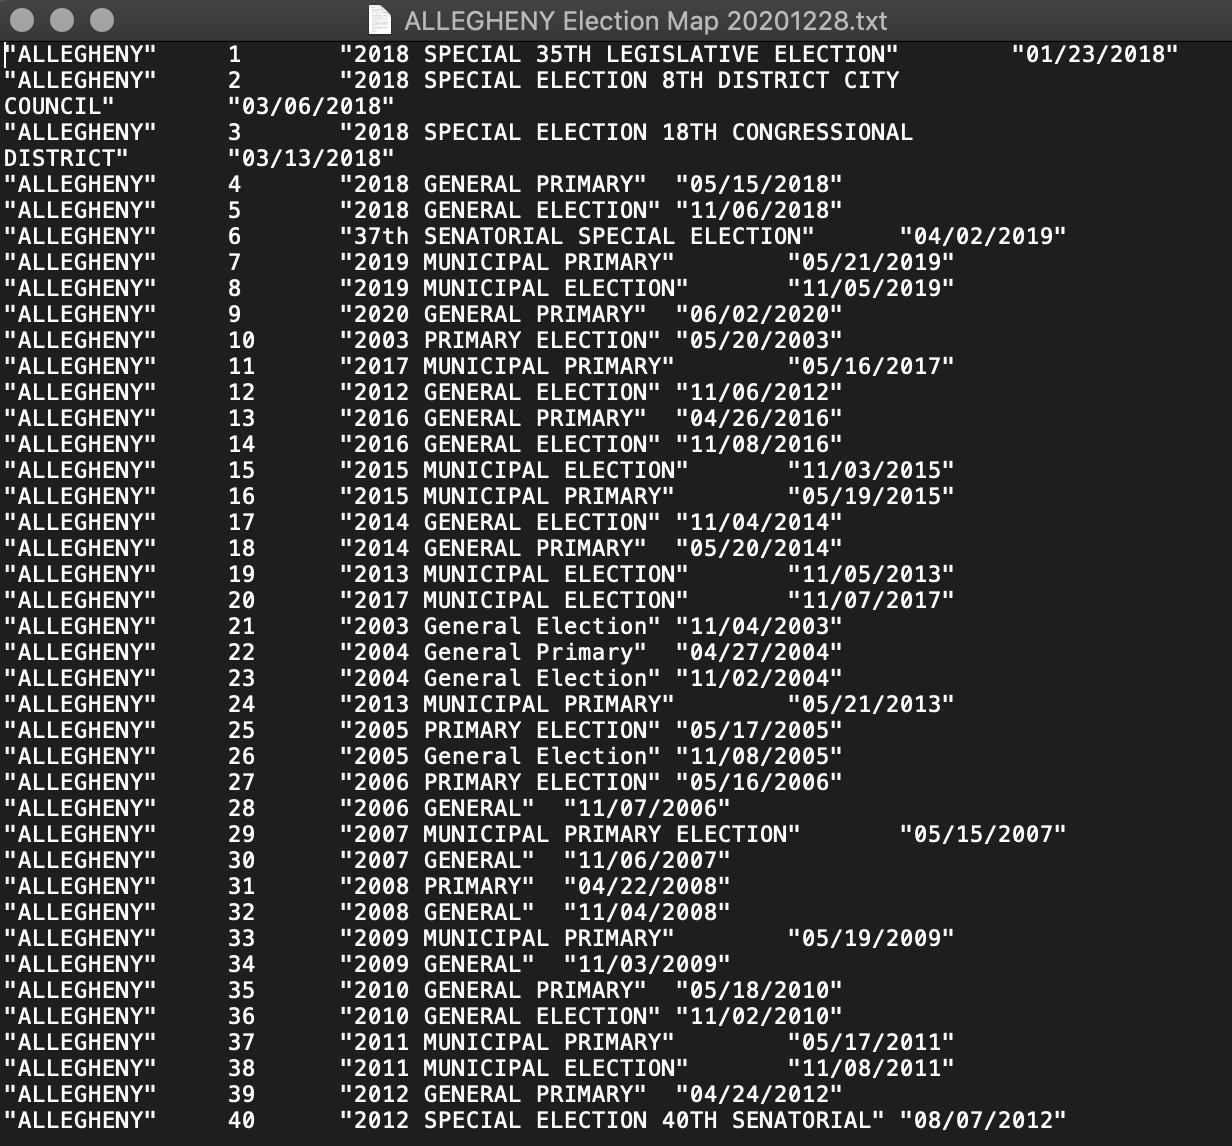 ALLEGHENY Election Map 20201228.txt
"ALLEGHENY" 1 "2018 SPECIAL 35TH LEGISLATIVE ELECTION" "01/23/2018"
"ALLEGHENY" 2 "2018 SPECIAL ELECTION 8TH DISTRICT CITY
COUNCIL" "03/06/2018"
"ALLEGHENY" 3 "2018 SPECIAL ELECTION 18TH CONGRESSIONAL
DISTRICT" "03/13/2018"
"ALLEGHENY" 4 "2018 GENERAL PRIMARY" "05/15/2018"
"ALLEGHENY" 5 "2018 GENERAL ELECTION" "11/06/2018"
"ALLEGHENY" 6 "37th SENATORIAL SPECIAL ELECTION" "04/02/2019"
"ALLEGHENY" 7 "2019 MUNICIPAL PRIMARY" "05/21/2019"
"ALLEGHENY" 8 "2019 MUNICIPAL ELECTION" "11/05/2019"
"ALLEGHENY" 9 "2020 GENERAL PRIMARY" "06/02/2020"
"ALLEGHENY" 10 "2003 PRIMARY ELECTION" "05/20/2003"
"ALLEGHENY" 11 "2017 MUNICIPAL PRIMARY" "05/16/2017"
"ALLEGHENY" 12 "2012 GENERAL ELECTION" "11/06/2012"
"ALLEGHENY" 13 "2016 GENERAL PRIMARY" "04/26/2016"
"ALLEGHENY" 14 "2016 GENERAL ELECTION" "11/08/2016"
"ALLEGHENY" 15 "2015 MUNICIPAL ELECTION" "11/03/2015"
"ALLEGHENY" 16 "2015 MUNICIPAL PRIMARY" "05/19/2015"
"ALLEGHENY" 17 "2014 GENERAL ELECTION" "11/04/2014"
"ALLEGHENY" 18 "2014 GENERAL PRIMARY" "05/20/2014"
"ALLEGHENY" 19 "2013 MUNICIPAL ELECTION" "11/05/2013"
"ALLEGHENY" 20 "2017 MUNICIPAL ELECTION" "11/07/2017"
"ALLEGHENY" 21 "2003 General Election" "11/04/2003"
"ALLEGHENY" 22 "2004 General Primary" "04/27/2004"
"ALLEGHENY" 23 "2004 General Election" "11/02/2004"
"ALLEGHENY" 24 "2013 MUNICIPAL PRIMARY" "05/21/2013"
"ALLEGHENY" 25 "2005 PRIMARY ELECTION" "05/17/2005"
"ALLEGHENY" 26 "2005 General Election" "11/08/2005"
"ALLEGHENY" 27 "2006 PRIMARY ELECTION" "05/16/2006"
"ALLEGHENY" 28 "2006 GENERAL" "11/07/2006"
"ALLEGHENY" 29 "2007 MUNICIPAL PRIMARY ELECTION" "05/15/2007"
"ALLEGHENY" 30 "2007 GENERAL" "11/06/2007"
"ALLEGHENY" 31 "2008 PRIMARY" "04/22/2008"
"ALLEGHENY" 32 "2008 GENERAL" "11/04/2008"
"ALLEGHENY" 33 "2009 MUNICIPAL PRIMARY" "05/19/2009"
"ALLEGHENY" 34 "2009 GENERAL" "11/03/2009"
"ALLEGHENY" 35 "2010 GENERAL PRIMARY" "05/18/2010"
"ALLEGHENY" 36 "2010 GENERAL ELECTION" "11/02/2010"
"ALLEGHENY" 37 "2011 MUNICIPAL PRIMARY" "05/17/2011"
"ALLEGHENY" 38 "2011 MUNICIPAL ELECTION" "11/08/2011"
"ALLEGHENY" 39 "2012 GENERAL PRIMARY" "04/24/2012"
"ALLEGHENY" 40 "2012 SPECIAL ELECTION 40TH SENATORIAL" "08/07/2012"